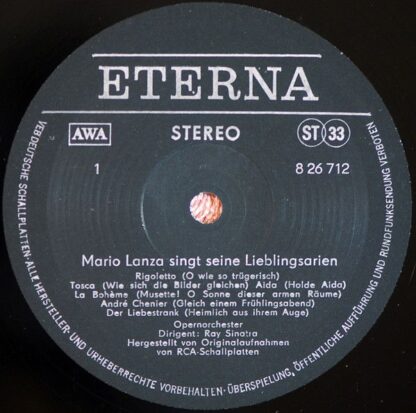 ETERNA
AWA
STEREO
ST 33
1
8 26 712
Mario Lanza singt seine Lieblingsarien
Rigoletto (O wie so trügerisch)
Tosca (Wie sich die Bilder gleichen) Aida (Holde Aida)
La Bohème (Musette! O Sonne dieser armen Räume)
André Chenier (Gleich einem Frühlingsabend)
Der Liebestrank (Heimlich aus ihrem Auge)
Opernorchester
Dirigent: Ray Sinatra
Hergestellt von Originalaufnahmen
von RCA-Schallplatten
VEB DEUTSCHE SCHALLPLATTEN·ALLE HERSTELLER- UND URHEBERRECHTE VORBEHALTEN·ÜBERSPIELUNG, ÖFFENTLICHE AUFFÜHRUNG UND RUNDFUNKSENDUNG VERBOTEN